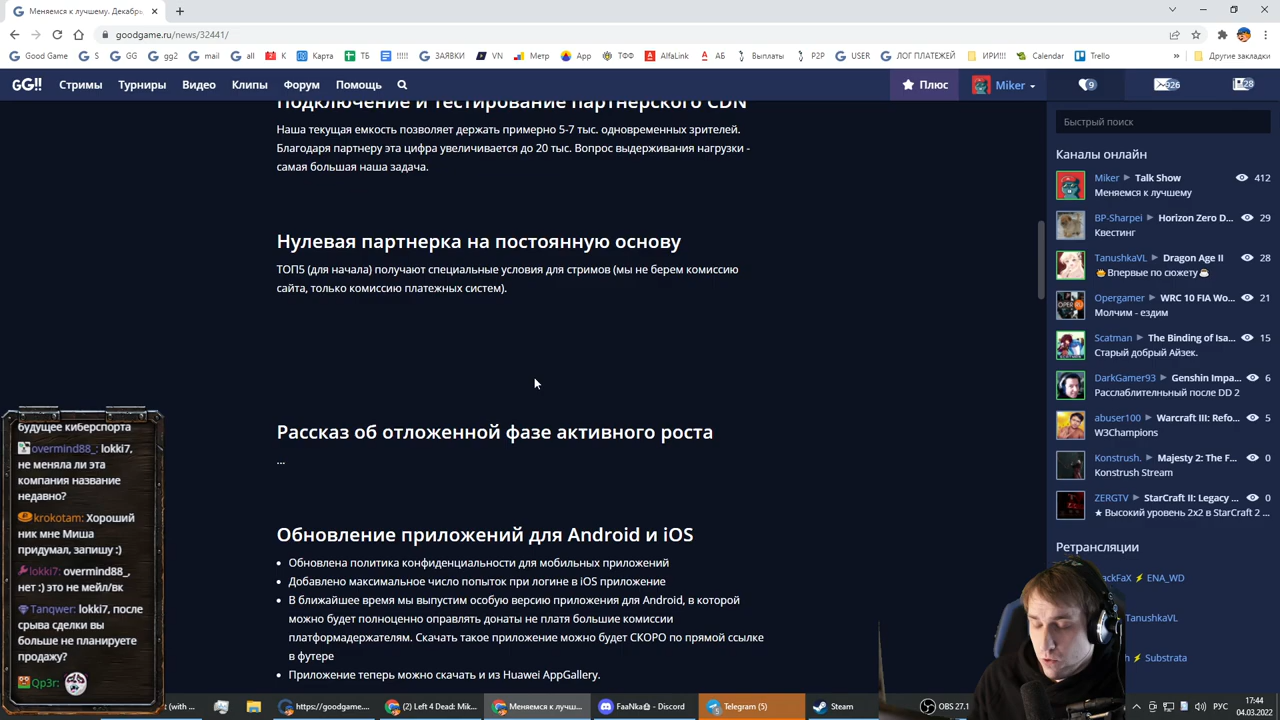 Меняемся к лучшему. Декабрь
goodgame.ru/news/32441/
Good Game
S
GG
gg2
mail
all
К
Карта
ТБ
!!!!!
ЗАЯВКИ
VN
Метр
App
ТФФ
AlfaLink
АБ
Выплаты
P2P
USER
ЛОГ ПЛАТЕЖЕЙ
ИРИ!!!
Calendar
Trello
»
Другие закладки
GG!!
Стримы
Турниры
Видео
Клипы
Форум
Помощь
Плюс
Miker
9
926
28
Подключение и тестирование партнерского CDN
Наша текущая емкость позволяет держать примерно 5-7 тыс. одновременных зрителей.
Благодаря партнеру эта цифра увеличивается до 20 тыс. Вопрос выдерживания нагрузки -
самая большая наша задача.
Нулевая партнерка на постоянную основу
ТОП5 (для начала) получают специальные условия для стримов (мы не берем комиссию
сайта, только комиссию платежных систем).
Рассказ об отложенной фазе активного роста
...
Обновление приложений для Android и iOS
Обновлена политика конфиденциальности для мобильных приложений
Добавлено максимальное число попыток при логине в iOS приложение
В ближайшее время мы выпустим особую версию приложения для Android, в которой
можно будет полноценно оправлять донаты не платя большие комиссии
платформадержателям. Скачать такое приложение можно будет СКОРО по прямой ссылке
в футере
Приложение теперь можно скачать и из Huawei AppGallery.
Быстрый поиск
Каналы онлайн
Miker Talk Show 412
Меняемся к лучшему
BP-Sharpei Horizon Zero D... 29
Квестинг
TanushkaVL Dragon Age II 28
Впервые по сюжету
Opergamer WRC 10 FIA Wo... 21
Молчим - ездим
Scatman The Binding of Isa... 15
Старый добрый Айзек.
DarkGamer93 Genshin Impa... 6
Расслаблительный после DD 2
abuser100 Warcraft III: Refo... 5
W3Champions
Konstrush. Majesty 2: The F... 0
Konstrush Stream
ZERGTV StarCraft II: Legacy ... 0
★ Высокий уровень 2x2 в StarCraft 2 ...
Ретрансляции
ackFaX ⚡ ENA_WD
TanushkaVL
h ⚡ Substrata
будущее киберспорта
overmind88_: lokki7,
не меняла ли эта
компания название
недавно?
krokotam: Хороший
ник мне Миша
придумал, запишу :)
lokki7: overmind88_,
нет :) это не мейл/вк
Tanqwer: lokki7, после
срыва сделки вы
больше не планируете
продажу?
Qp3r:
(with ...
https://goodgame....
(2) Left 4 Dead: Mik...
Меняемся к лучш...
FaaNka - Discord
Telegram (5)
Steam
OBS 27.1
РУС
17:44
04.03.2022